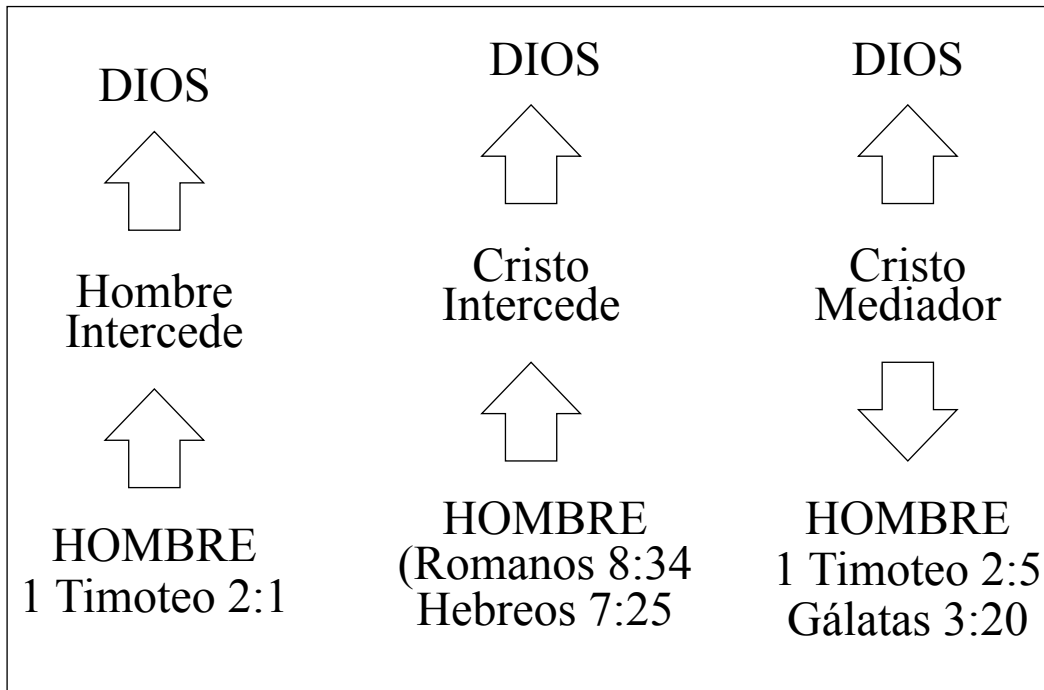 DIOS
Hombre
Intercede
HOMBRE
1 Timoteo 2:1
DIOS
Cristo
Intercede
HOMBRE
(Romanos 8:34
Hebreos 7:25
DIOS
Cristo
Mediador
HOMBRE
1 Timoteo 2:5
Gálatas 3:20